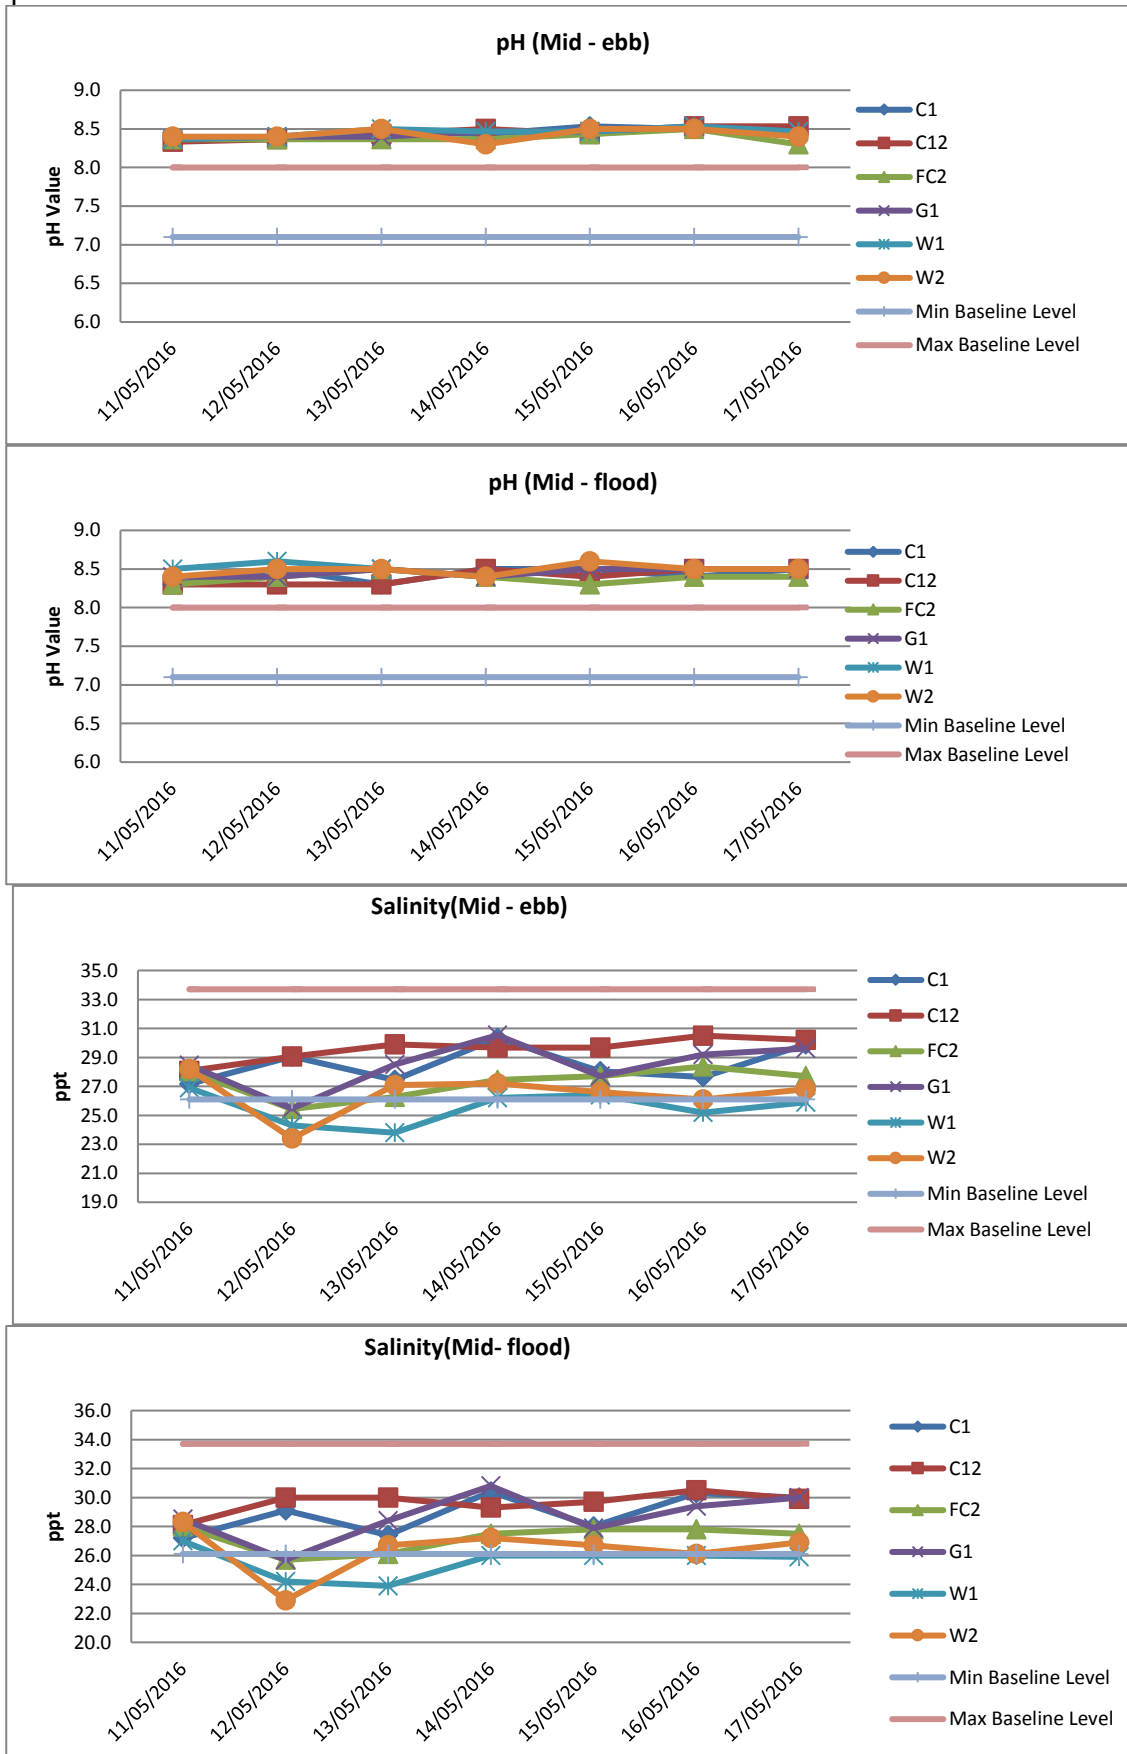 pH (Mid - ebb)
9.0
8.5
8.0
7.5
7.0
6.5
6.0
pH Value
11/05/2016
12/05/2016
13/05/2016
14/05/2016
15/05/2016
16/05/2016
17/05/2016
C1
C12
FC2
G1
W1
W2
Min Baseline Level
Max Baseline Level
pH (Mid - flood)
9.0
8.5
8.0
7.5
7.0
6.5
6.0
pH Value
11/05/2016
12/05/2016
13/05/2016
14/05/2016
15/05/2016
16/05/2016
17/05/2016
C1
C12
FC2
G1
W1
W2
Min Baseline Level
Max Baseline Level
Salinity(Mid - ebb)
35.0
33.0
31.0
29.0
27.0
25.0
23.0
21.0
19.0
ppt
11/05/2016
12/05/2016
13/05/2016
14/05/2016
15/05/2016
16/05/2016
17/05/2016
C1
C12
FC2
G1
W1
W2
Min Baseline Level
Max Baseline Level
Salinity(Mid- flood)
36.0
34.0
32.0
30.0
28.0
26.0
24.0
22.0
20.0
ppt
11/05/2016
12/05/2016
13/05/2016
14/05/2016
15/05/2016
16/05/2016
17/05/2016
C1
C12
FC2
G1
W1
W2
Min Baseline Level
Max Baseline Level